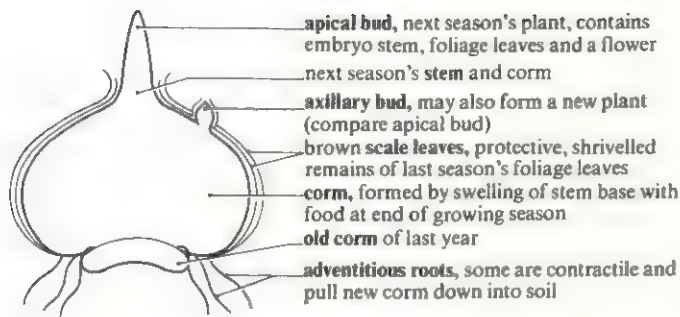 apical bud, next season's plant, contains
embryo stem, foliage leaves and a flower
next season's stem and corm
axillary bud, may also form a new plant
(compare apical bud)
brown scale leaves, protective, shrivelled
remains of last season's foliage leaves
corm, formed by swelling of stem base with
food at end of growing season
old corm of last year
adventitious roots, some are contractile and
pull new corm down into soil